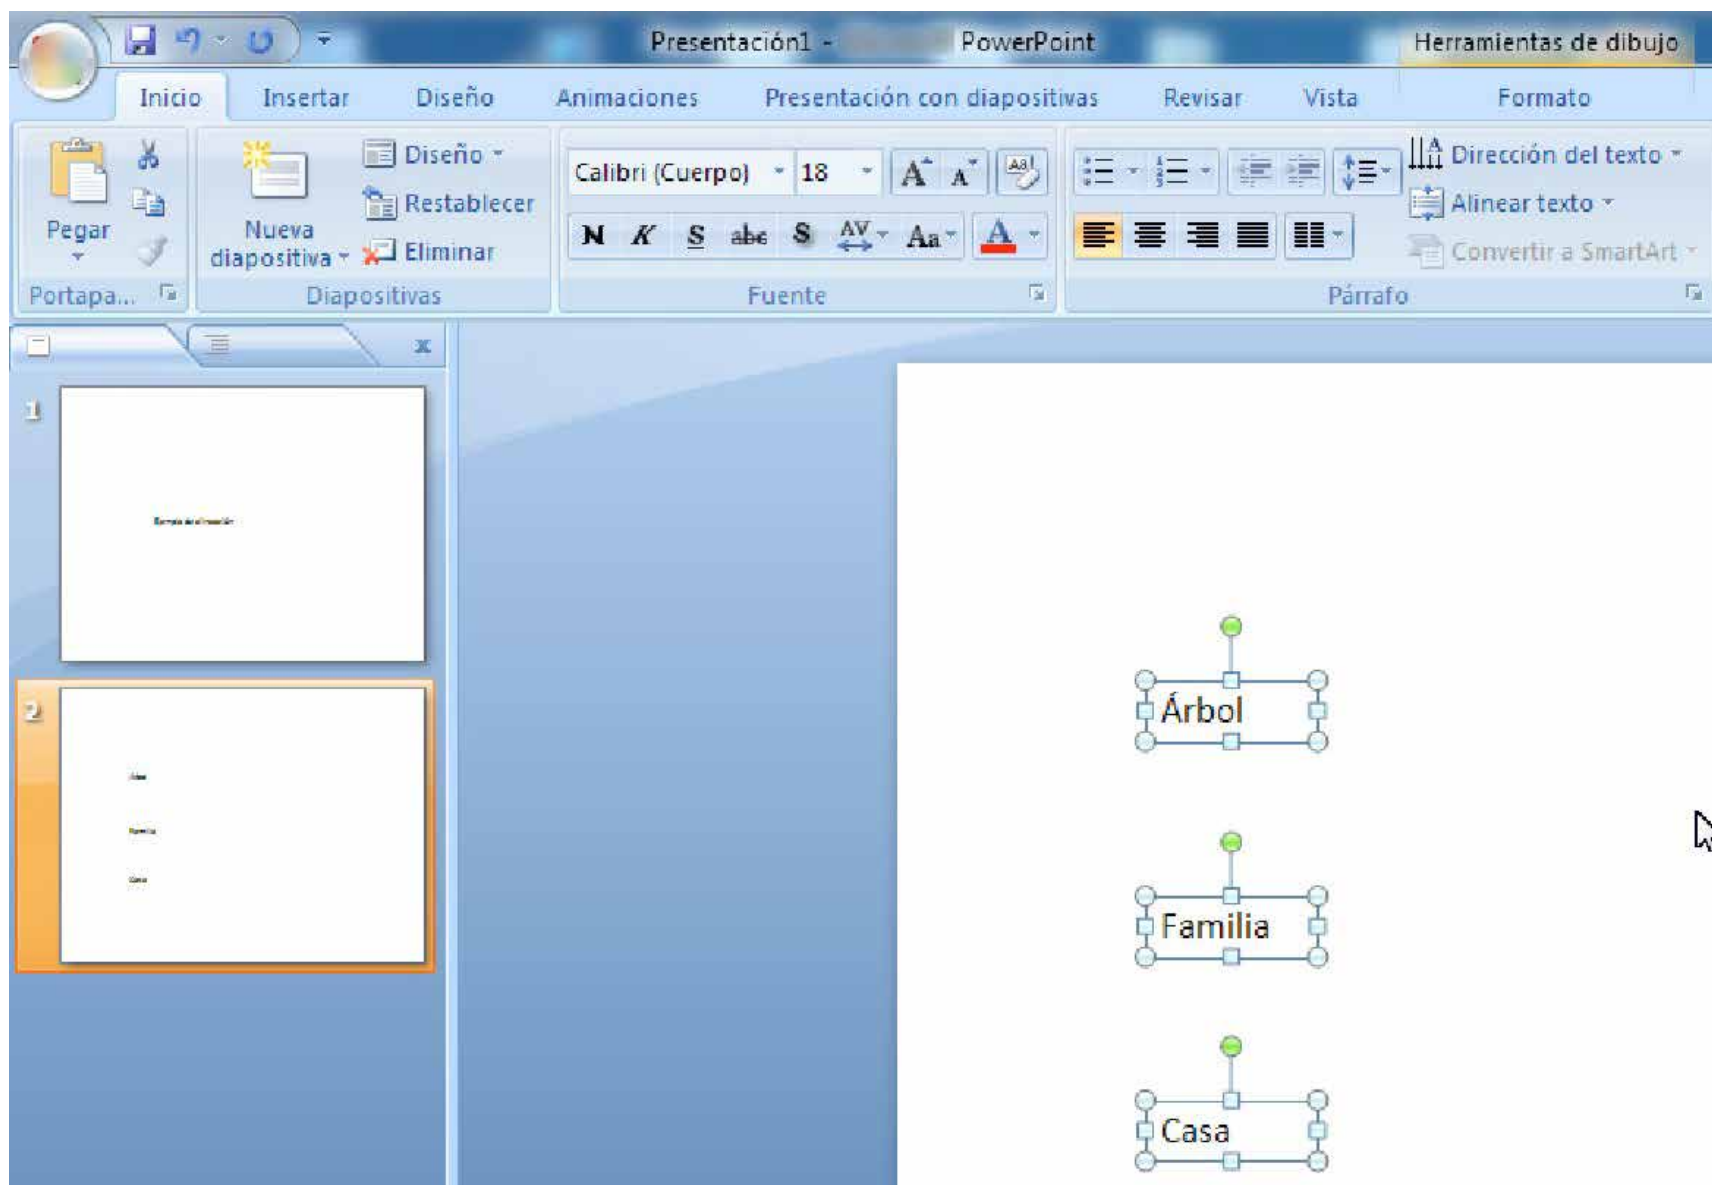 Presentación1 - PowerPoint
Herramientas de dibujo
Inicio
Insertar
Diseño
Animaciones
Presentación con diapositivas
Revisar
Vista
Formato
Pegar
Portapa...
Nueva
diapositiva
Diseño
Restablecer
Eliminar
Diapositivas
Calibri (Cuerpo)
18
A A Aa
N K S abc S AV Aa A
Fuente
Dirección del texto
Alinear texto
Convertir a SmartArt
Párrafo
1
2
Árbol
Familia
Casa